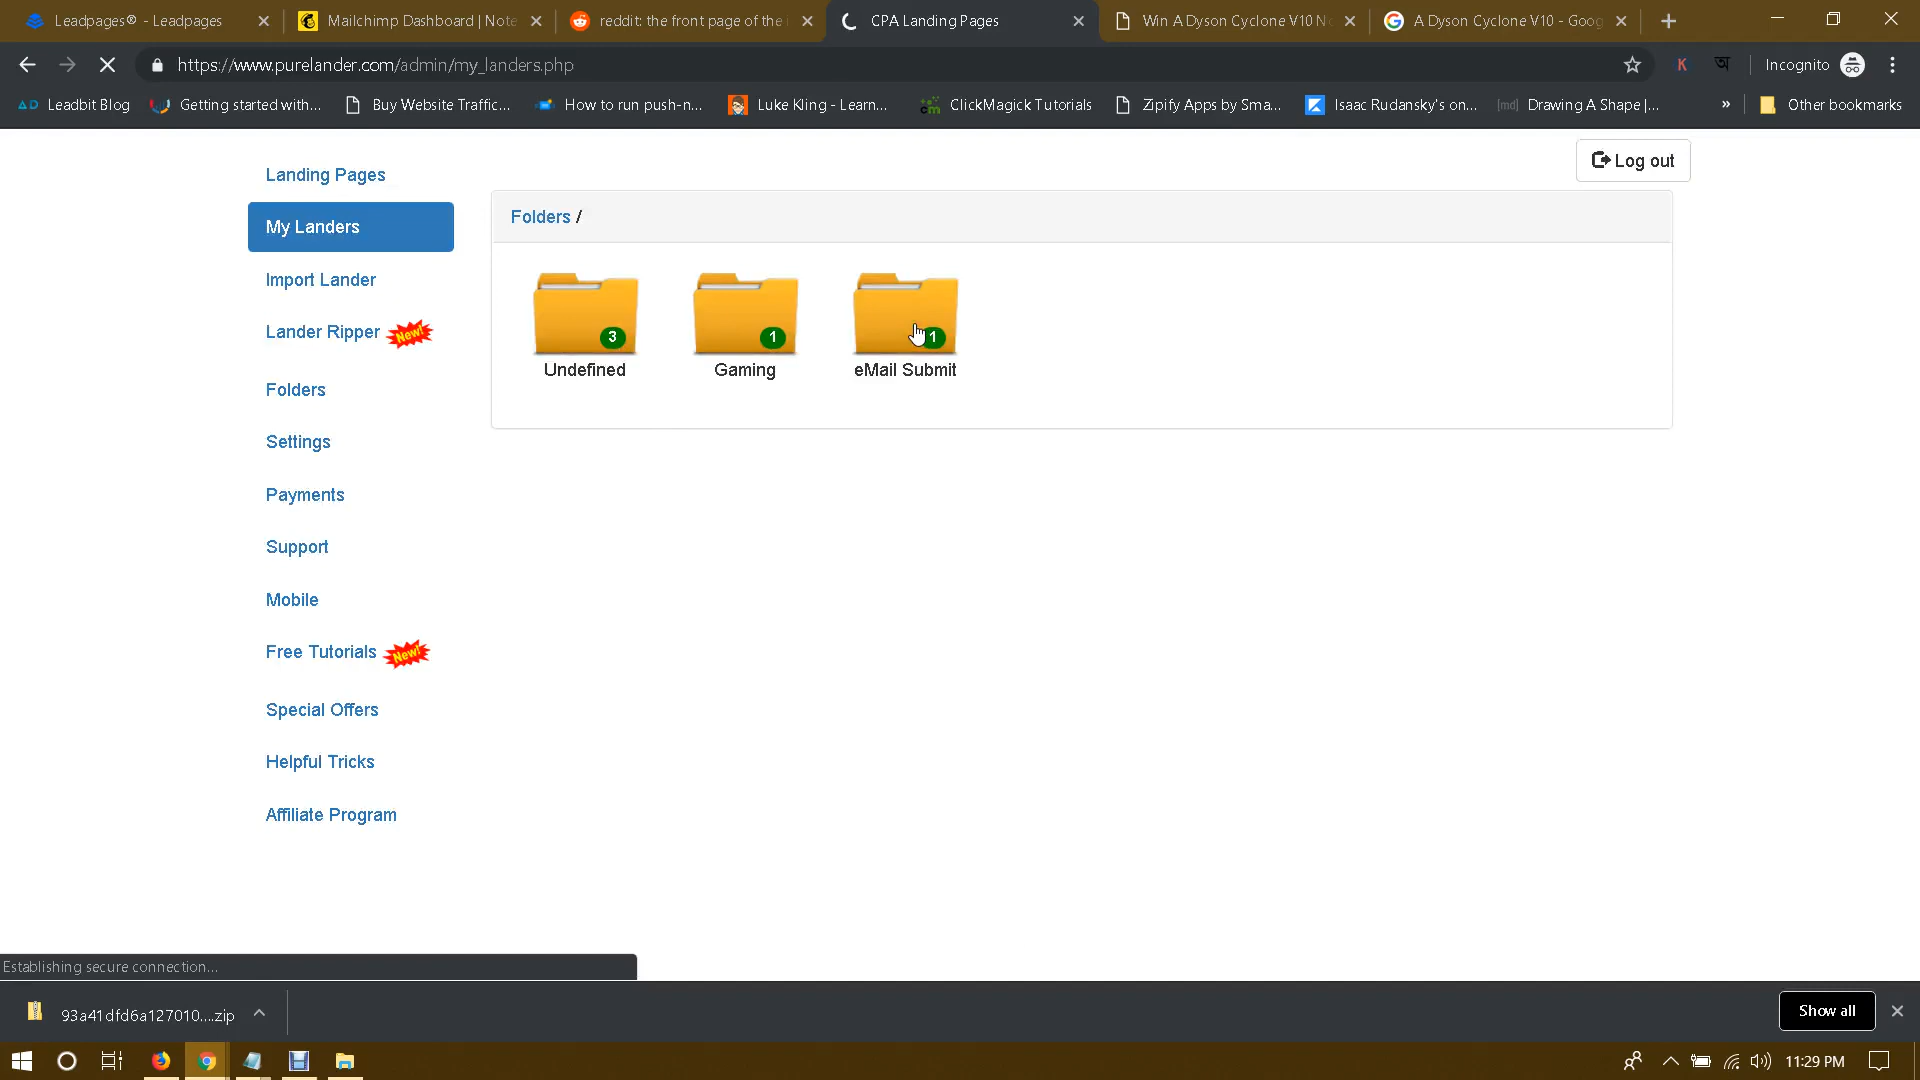 Leadpages® - Leadpages
Mailchimp Dashboard | Note
reddit: the front page of the i
CPA Landing Pages
Win A Dyson Cyclone V10 N
A Dyson Cyclone V10 - Goog
https://www.purelander.com/admin/my_landers.php
K
অ
Incognito
Leadbit Blog
Getting started with...
Buy Website Traffic...
How to run push-n...
Luke Kling - Learn...
cm
ClickMagick Tutorials
Zipify Apps by Sma...
Isaac Rudansky's on...
[md]
Drawing A Shape |...
»
Other bookmarks
Log out
Landing Pages
My Landers
Import Lander
Lander Ripper New!
Folders
Settings
Payments
Support
Mobile
Free Tutorials New!
Special Offers
Helpful Tricks
Affiliate Program
Folders /
3
1
1
Undefined
Gaming
eMail Submit
Establishing secure connection...
93a41dfd6a127010....zip
Show all
11:29 PM